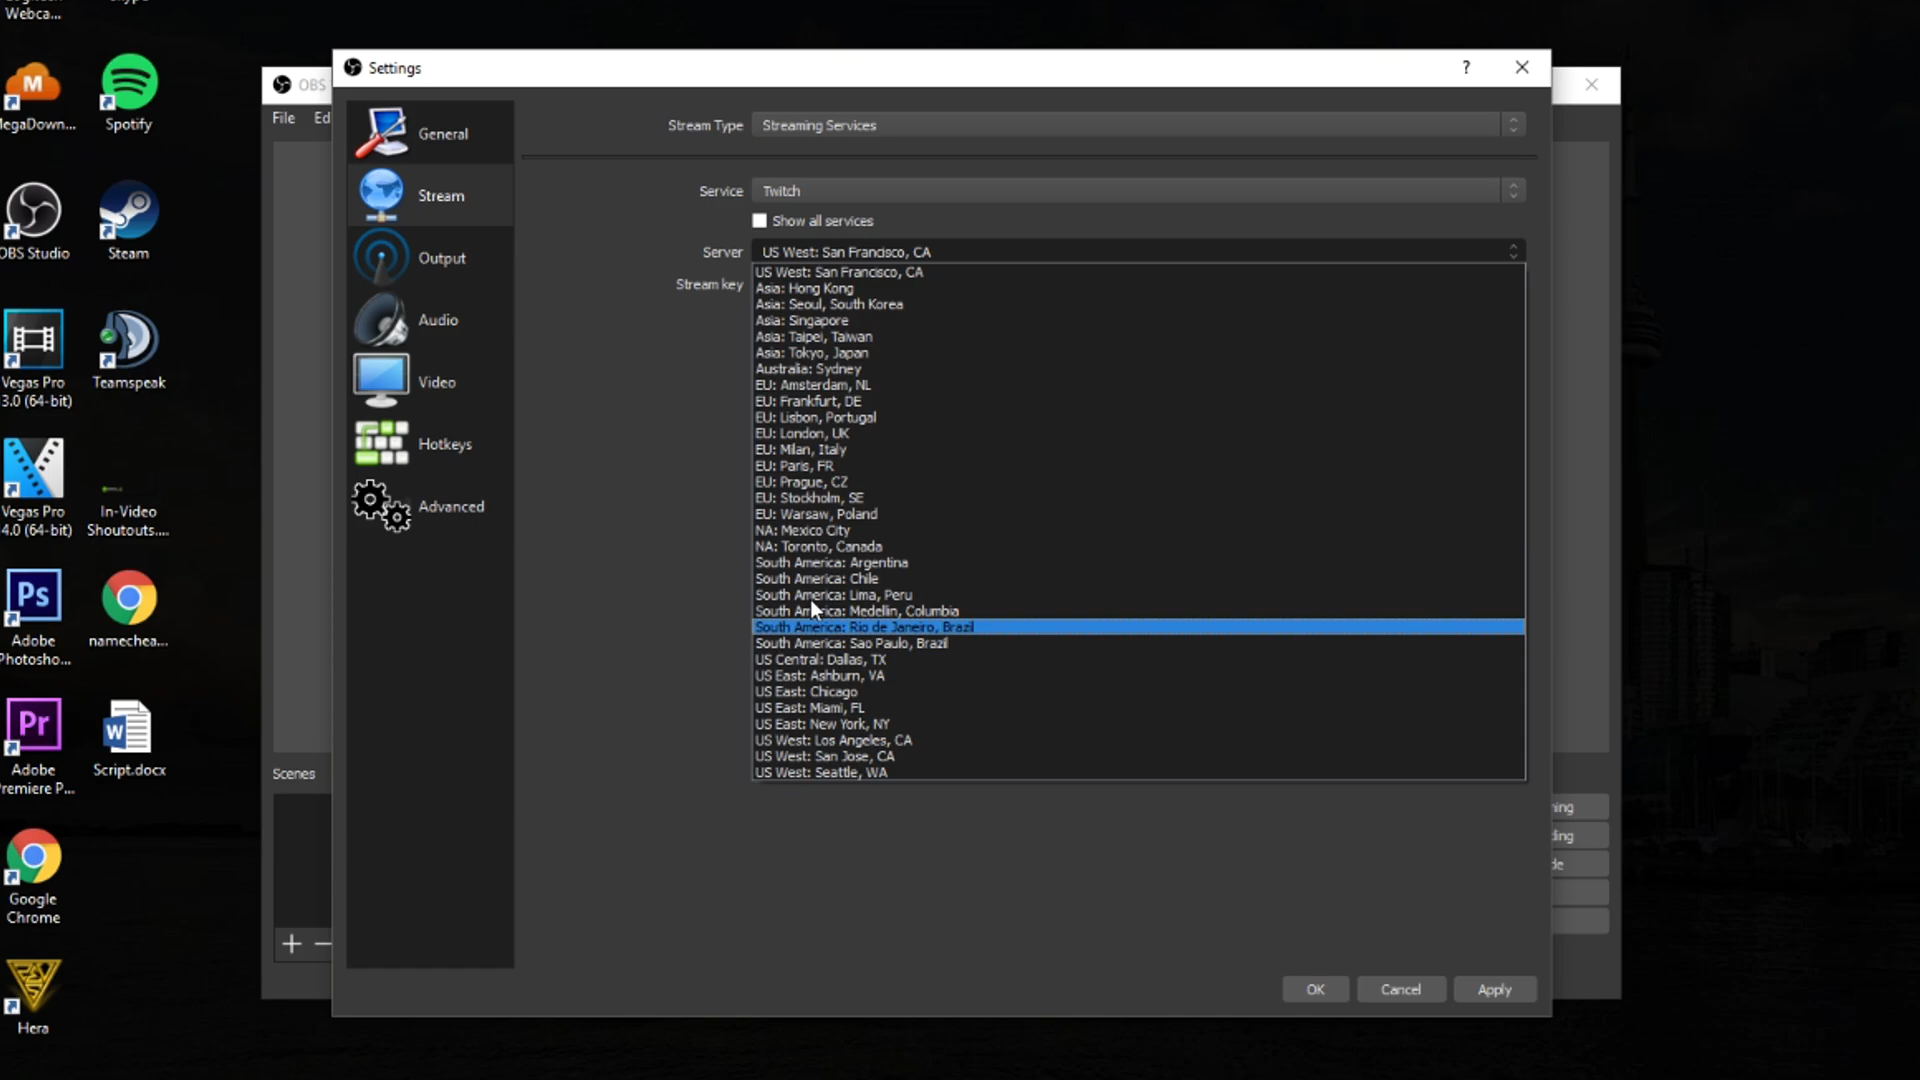 Webca...
MegaDown...
Spotify
OBS Studio
Steam
Vegas Pro
3.0 (64-bit)
Teamspeak
Vegas Pro
4.0 (64-bit)
In-Video
Shoutouts....
Ps
Adobe
Photosho...
namechea...
Pr
Adobe
Premiere P...
W
Script.docx
Google
Chrome
Hera
OBS
File Ed
Scenes
Settings
?
General
Stream
Output
Audio
Video
Hotkeys
Advanced
Stream Type Streaming Services
Service Twitch
Show all services
Server US West: San Francisco, CA
Stream key
US West: San Francisco, CA
Asia: Hong Kong
Asia: Seoul, South Korea
Asia: Singapore
Asia: Taipei, Taiwan
Asia: Tokyo, Japan
Australia: Sydney
EU: Amsterdam, NL
EU: Frankfurt, DE
EU: Lisbon, Portugal
EU: London, UK
EU: Milan, Italy
EU: Paris, FR
EU: Prague, CZ
EU: Stockholm, SE
EU: Warsaw, Poland
NA: Mexico City
NA: Toronto, Canada
South America: Argentina
South America: Chile
South America: Lima, Peru
South America: Medellin, Columbia
South America: Rio de Janeiro, Brazil
South America: Sao Paulo, Brazil
US Central: Dallas, TX
US East: Ashburn, VA
US East: Chicago
US East: Miami, FL
US East: New York, NY
US West: Los Angeles, CA
US West: San Jose, CA
US West: Seattle, WA
OK Cancel Apply
ing
ding
de